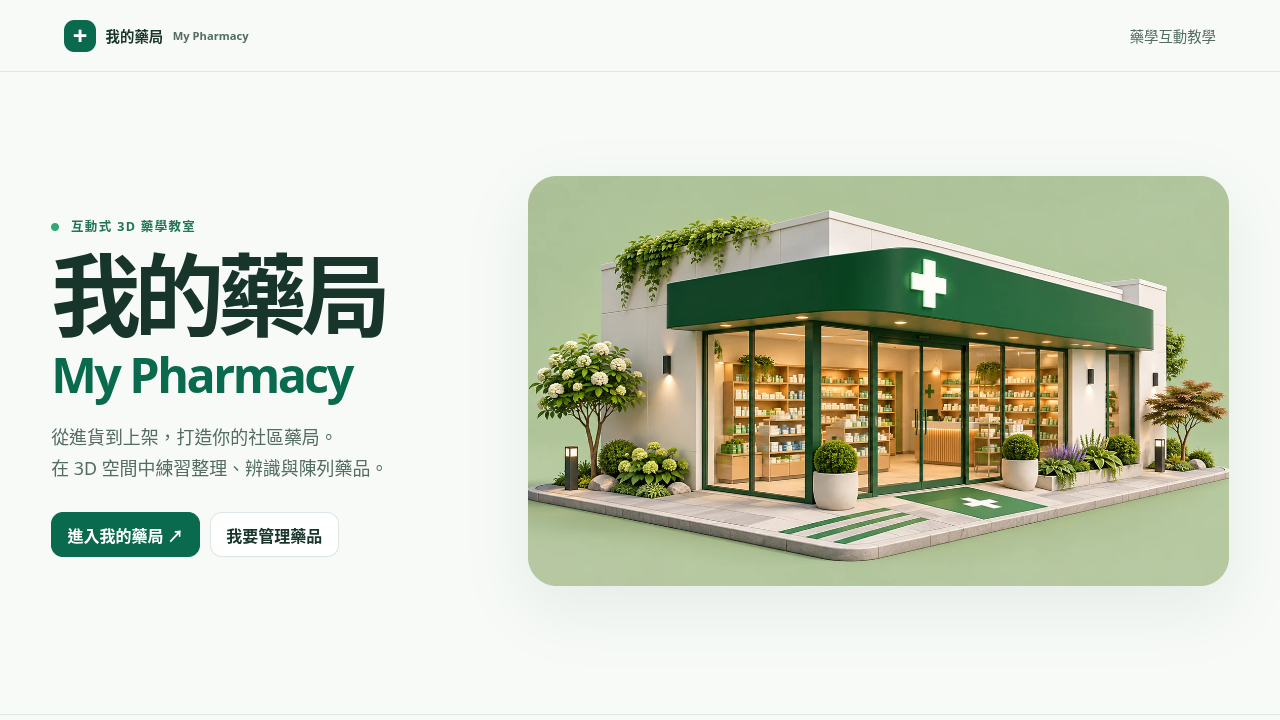 我的藥局 My Pharmacy
藥學互動教學
互動式 3D 藥學教室
我的藥局
My Pharmacy
從進貨到上架，打造你的社區藥局。
在 3D 空間中練習整理、辨識與陳列藥品。
進入我的藥局 ↗
我要管理藥品